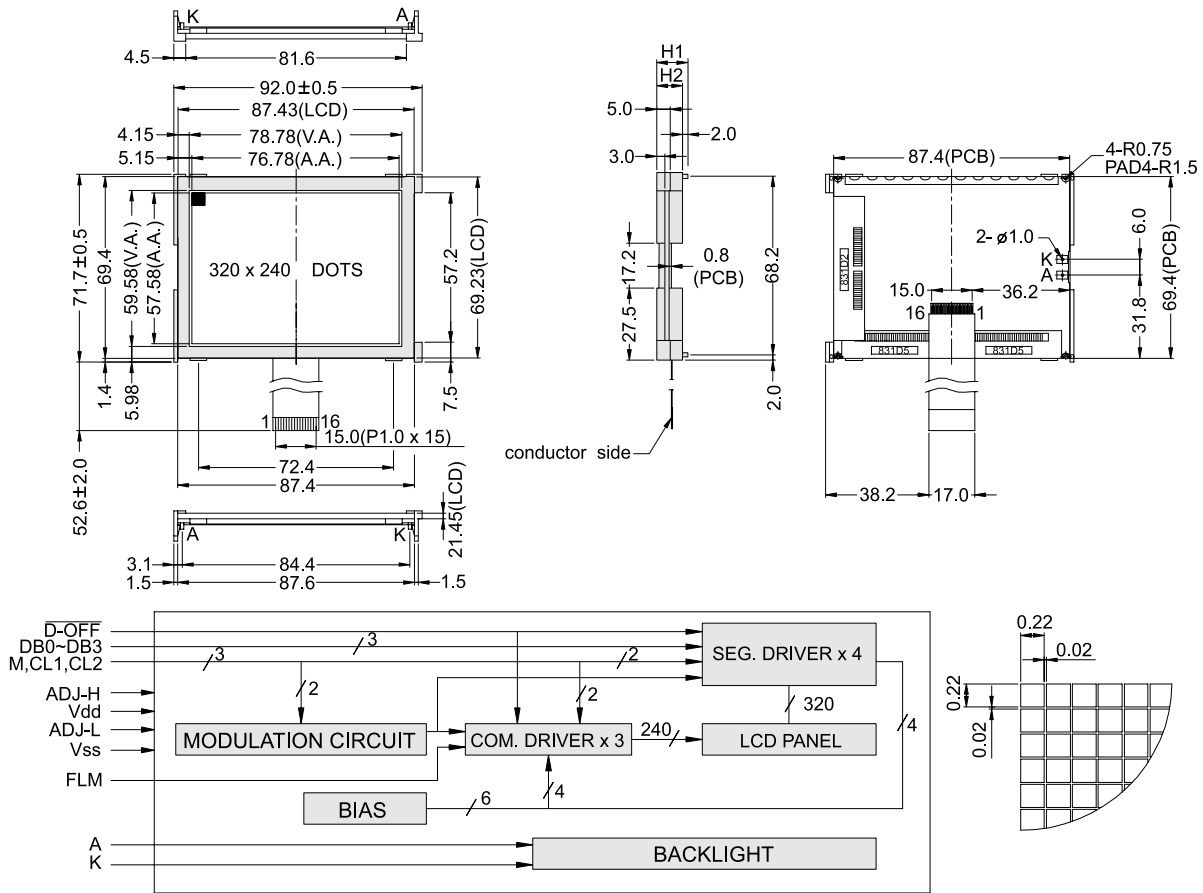 K A
4.5 81.6
92.0±0.5
87.43(LCD)
4.15 78.78(V.A.)
5.15 76.78(A.A.)
71.7±0.5
69.4
59.58(V.A.)
57.58(A.A.)
320 x 240 DOTS
57.2
69.23(LCD)
1.4
5.98
7.5
52.6±2.0
1 16
15.0(P1.0 x 15)
72.4
87.4
A K
21.45(LCD)
3.1 84.4
1.5 87.6 1.5
H1
H2
5.0
2.0
3.0
17.2
0.8
(PCB)
68.2
27.5
2.0
conductor side
87.4(PCB)
4-R0.75
PAD4-R1.5
2- ø1.0
K
A
6.0
69.4(PCB)
31.8
831D21
15.0 36.2
16 1
831D5 831D5
38.2 17.0
D-OFF
DB0~DB3
M,CL1,CL2
3
3
2
SEG. DRIVER x 4
ADJ-H
Vdd
ADJ-L
Vss
2
2
320
4
MODULATION CIRCUIT
COM. DRIVER x 3
240
LCD PANEL
FLM
BIAS
6
4
A
K
BACKLIGHT
0.22
0.02
0.22
0.02